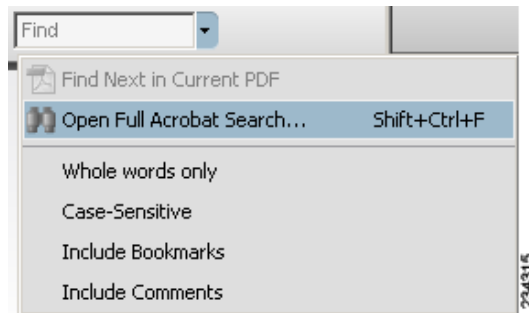 Find
Find Next in Current PDF
Open Full Acrobat Search... Shift+Ctrl+F
Whole words only
Case-Sensitive
Include Bookmarks
Include Comments
234315